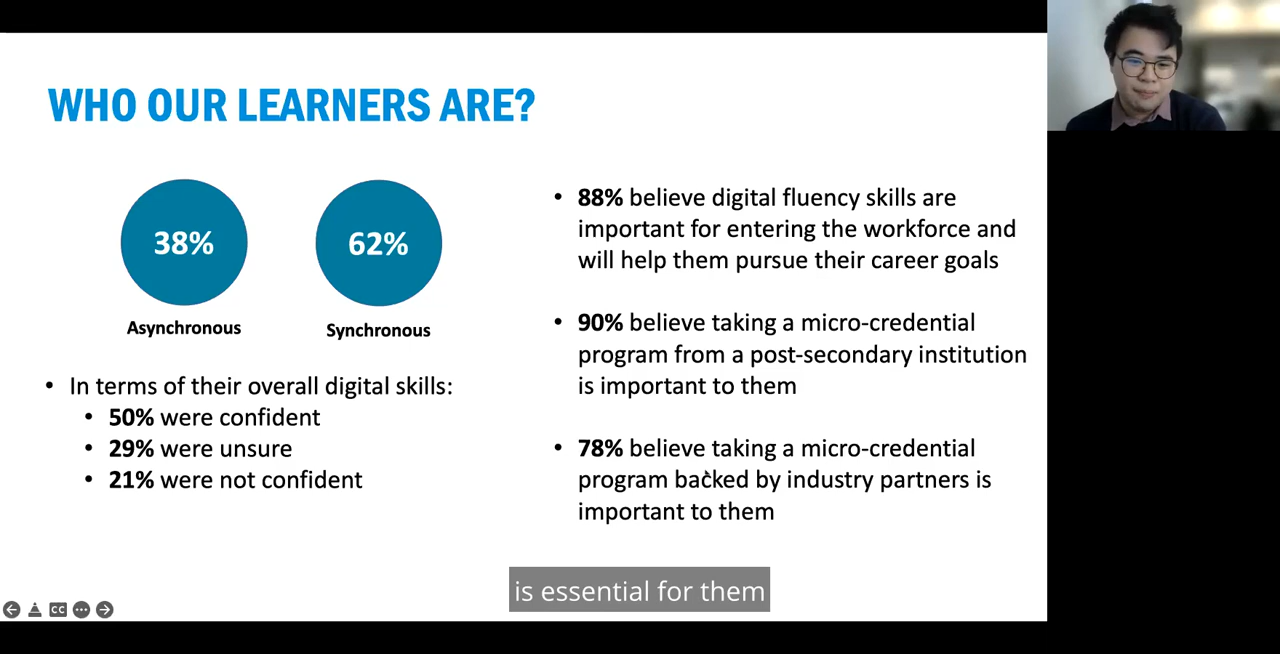 WHO OUR LEARNERS ARE?
38%
62%
Asynchronous
Synchronous
• In terms of their overall digital skills:
• 50% were confident
• 29% were unsure
• 21% were not confident
• 88% believe digital fluency skills are
important for entering the workforce and
will help them pursue their career goals
• 90% believe taking a micro-credential
program from a post-secondary institution
is important to them
• 78% believe taking a micro-credential
program backed by industry partners is
important to them
is essential for them
CC